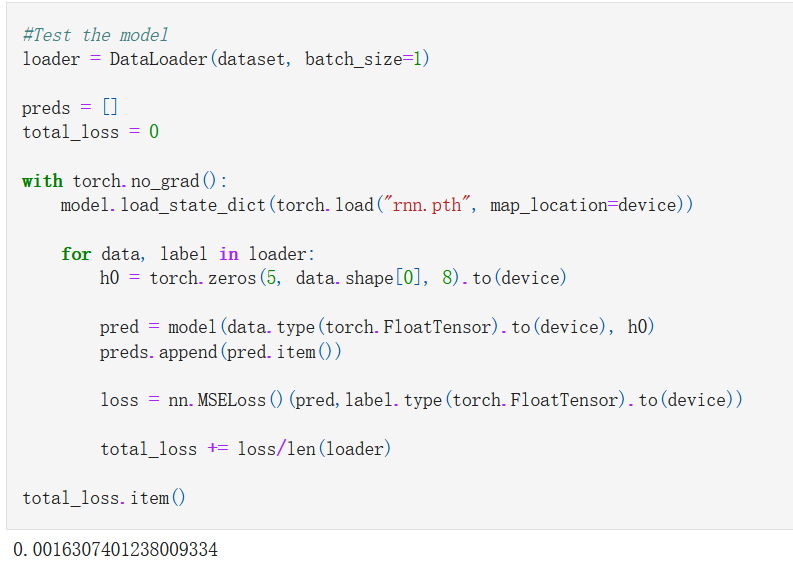 #Test the model
loader = DataLoader(dataset, batch_size=1)
preds = []
total_loss = 0
with torch.no_grad():
    model.load_state_dict(torch.load("rnn.pth", map_location=device))
    for data, label in loader:
        h0 = torch.zeros(5, data.shape[0], 8).to(device)
        pred = model(data.type(torch.FloatTensor).to(device), h0)
        preds.append(pred.item())
        loss = nn.MSELoss()(pred,label.type(torch.FloatTensor).to(device))
        total_loss += loss/len(loader)
total_loss.item()
0.0016307401238009334